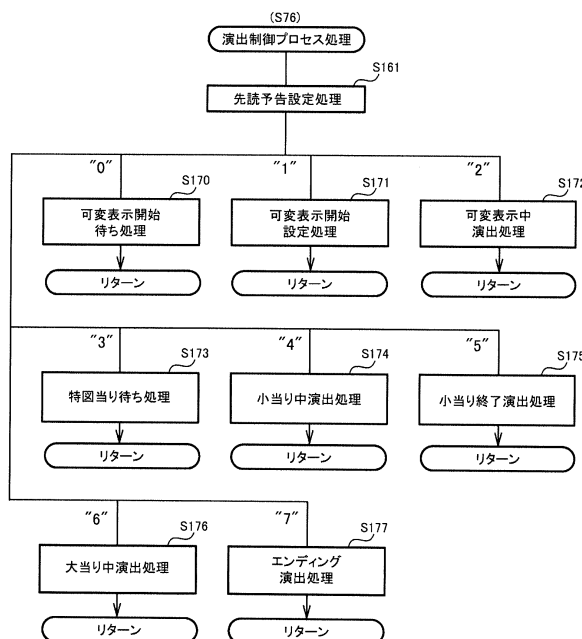 (S76)
演出制御プロセス処理
S161
先読予告設定処理
"0"
"1"
"2"
S170
S171
S172
可変表示開始
待ち処理
可変表示開始
設定処理
可変表示中
演出処理
リターン
リターン
リターン
"3"
"4"
"5"
S173
S174
S175
特図当り待ち処理
小当り中演出処理
小当り終了演出処理
リターン
リターン
リターン
"6"
"7"
S176
S177
大当り中演出処理
エンディング
演出処理
リターン
リターン